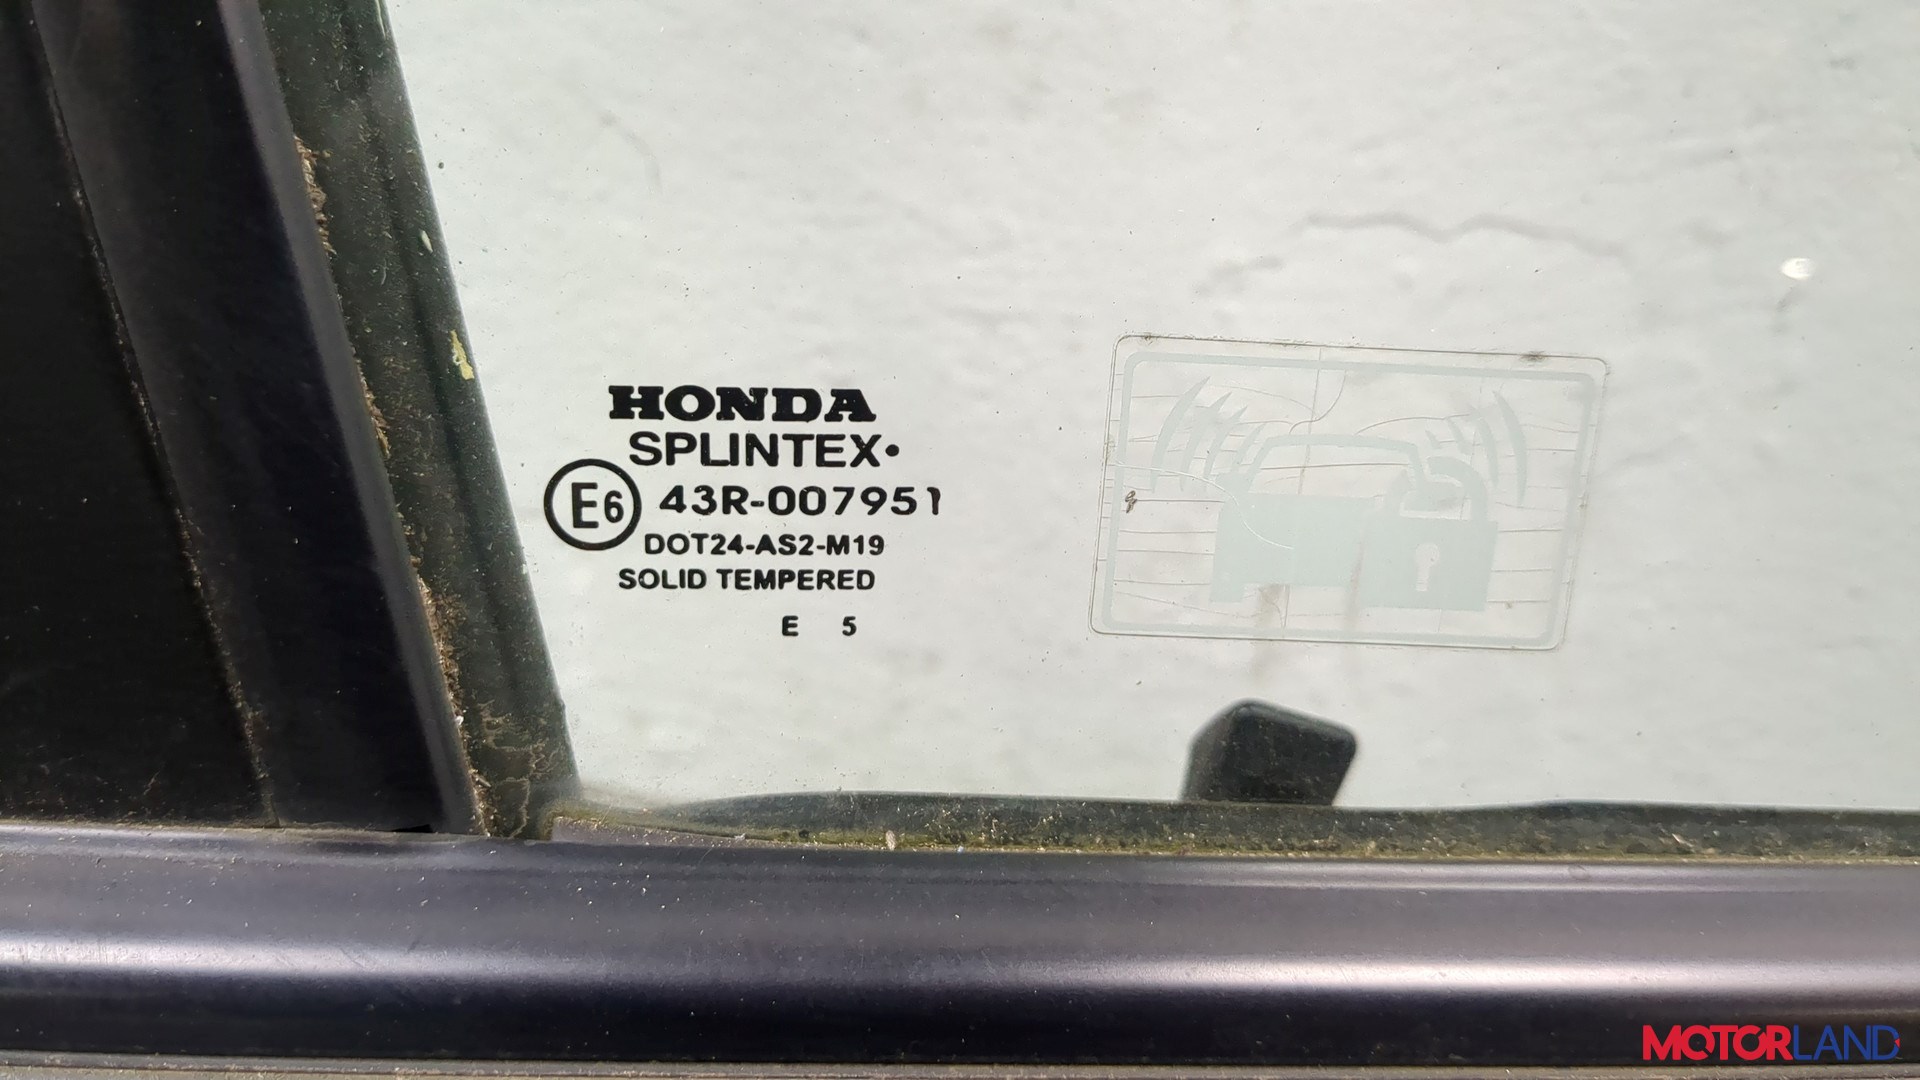 HONDA
SPLINTEX•
E6 43R-007951
DOT24-AS2-M19
SOLID TEMPERED
E 5
MOTORLAND